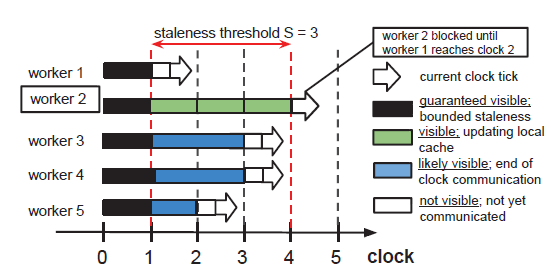 staleness threshold S = 3
worker 2 blocked until
worker 1 reaches clock 2
worker 1
worker 2
worker 3
worker 4
worker 5
current clock tick
guaranteed visible;
bounded staleness
visible; updating local
cache
likely visible; end of
clock communication
not visible; not yet
communicated
0 1 2 3 4 5 clock